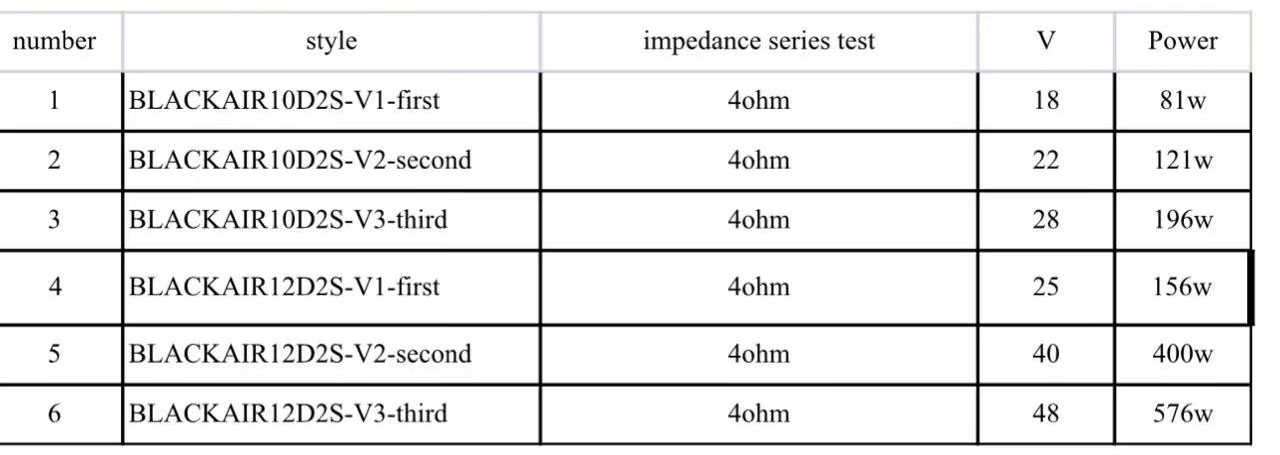 number style impedance series test V Power
1 BLACKAIR10D2S-V1-first 4ohm 18 81w
2 BLACKAIR10D2S-V2-second 4ohm 22 121w
3 BLACKAIR10D2S-V3-third 4ohm 28 196w
4 BLACKAIR12D2S-V1-first 4ohm 25 156w
5 BLACKAIR12D2S-V2-second 4ohm 40 400w
6 BLACKAIR12D2S-V3-third 4ohm 48 576w